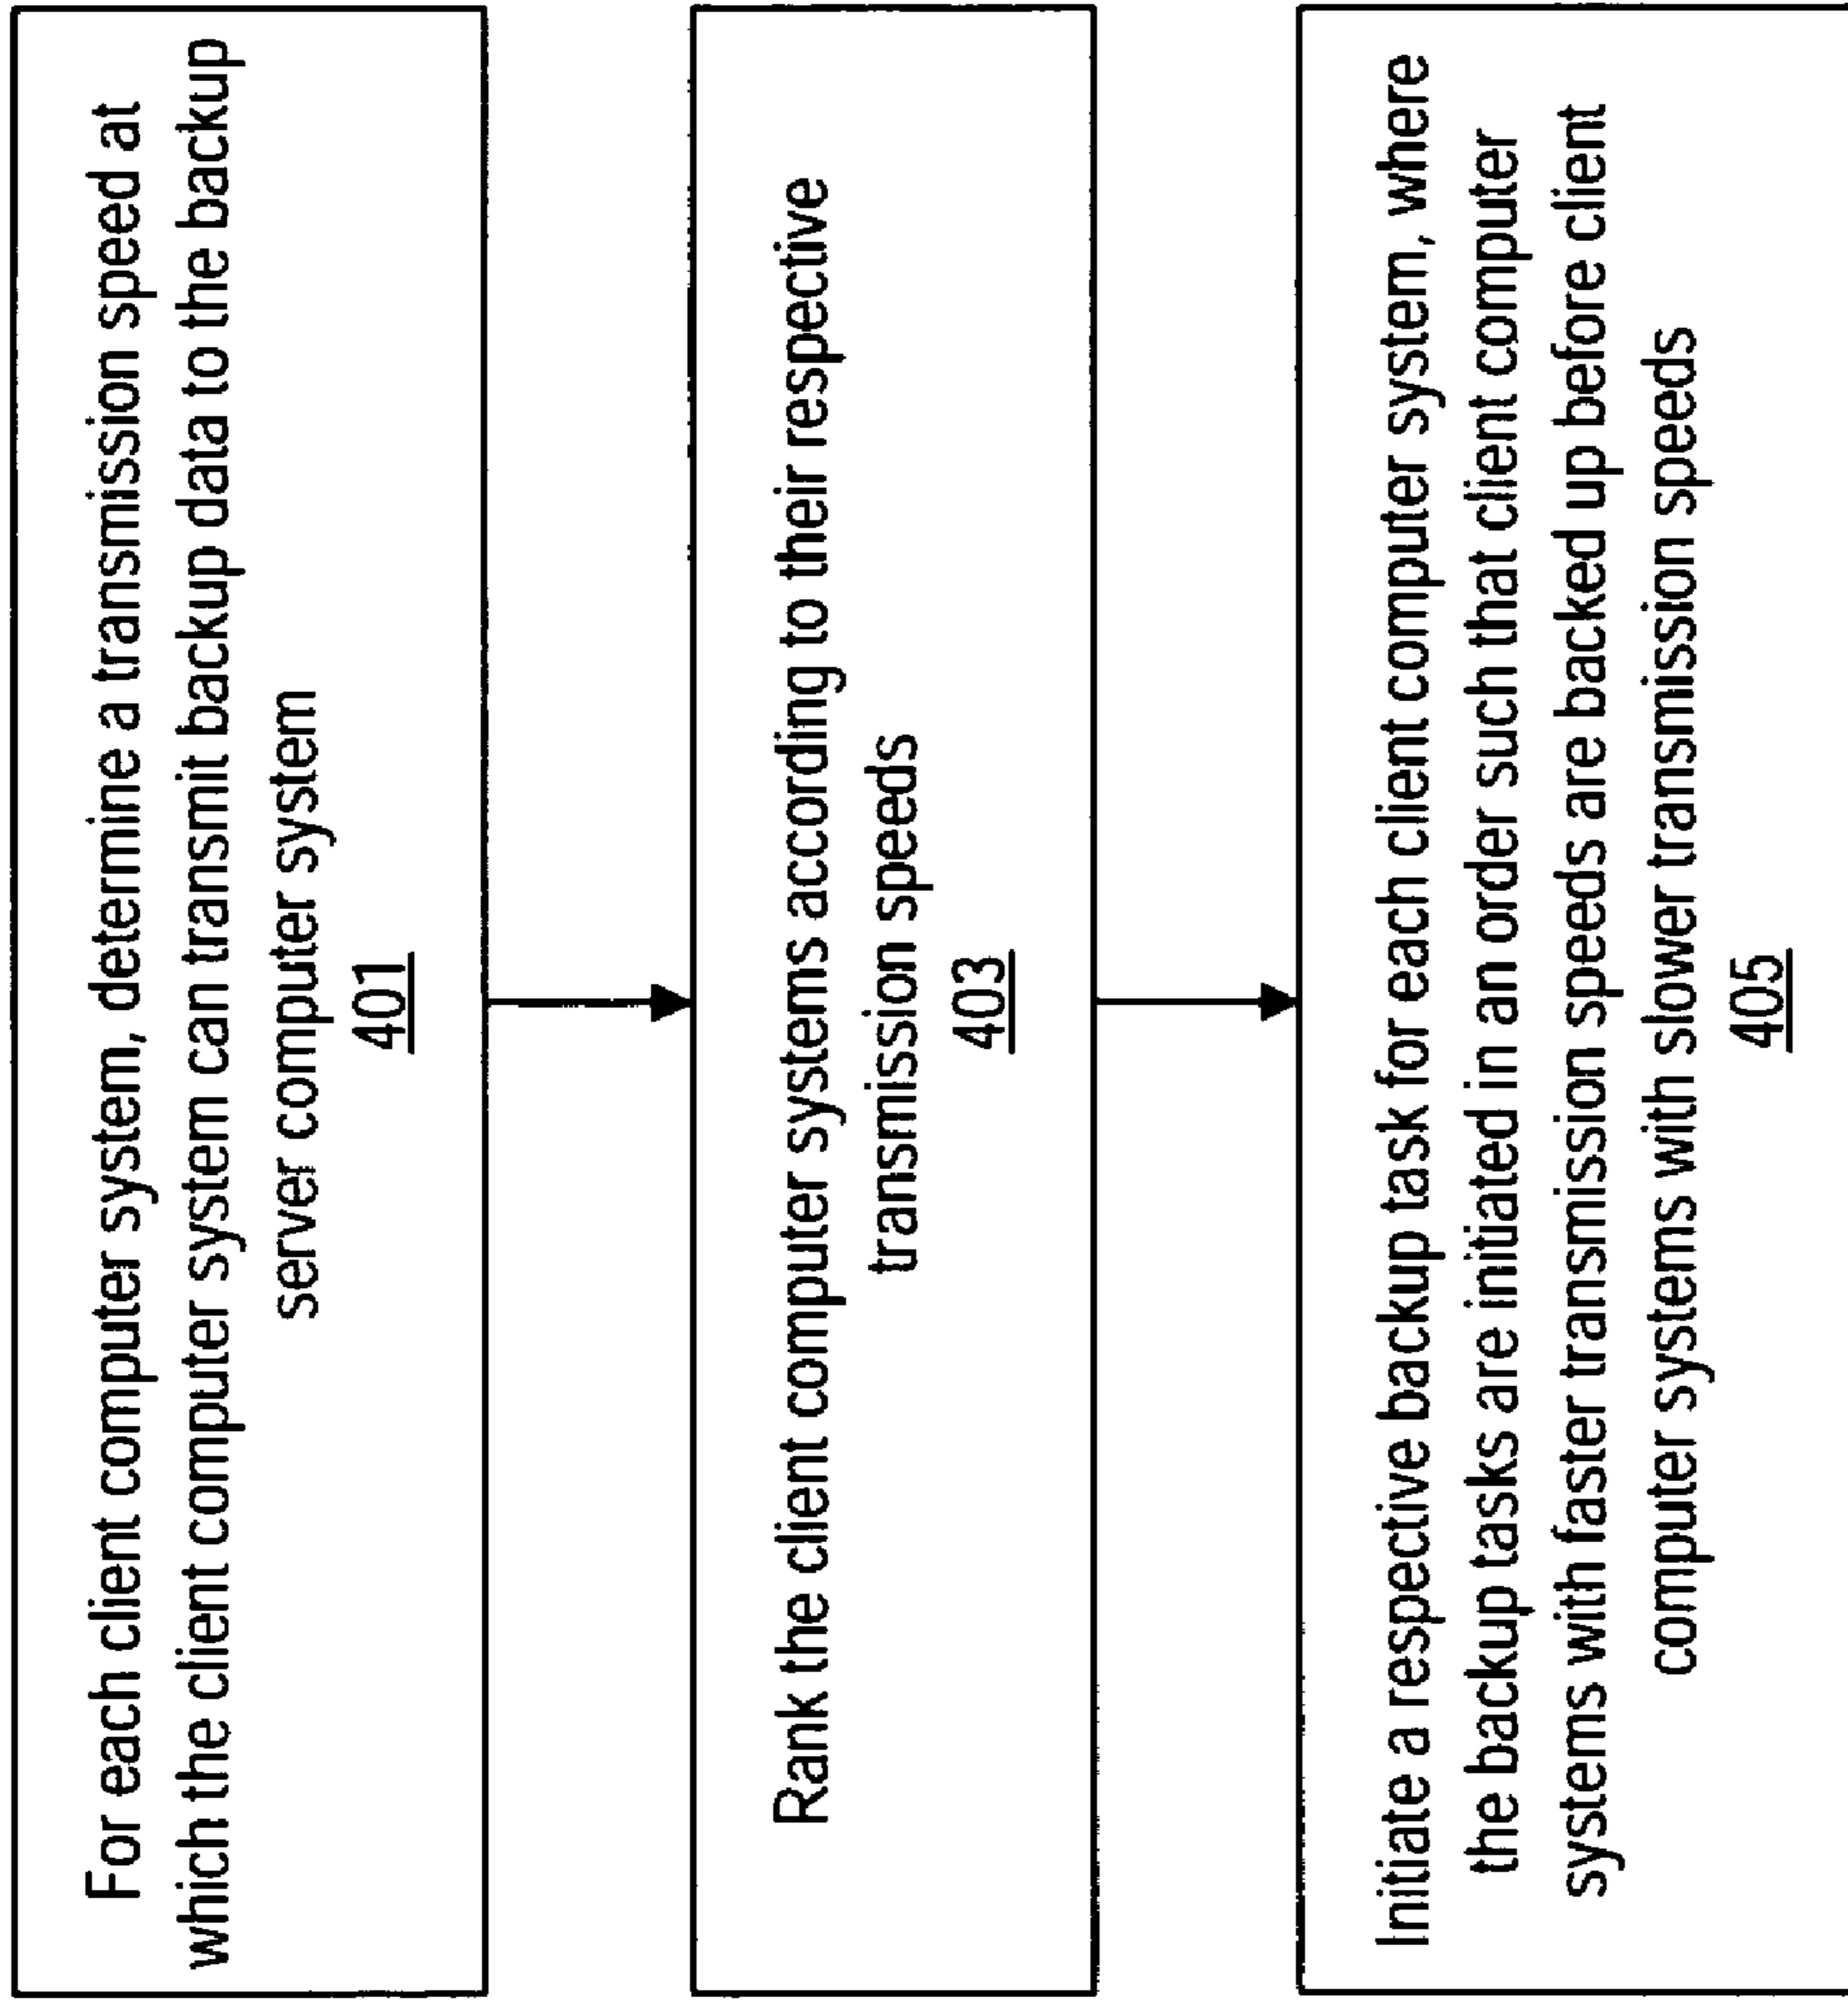 For each client computer system, determine a transmission speed at
which the client computer system can transmit backup data to the backup
server computer system
401
Rank the client computer systems according to their respective
transmission speeds
403
Initiate a respective backup task for each client computer system, where
the backup tasks are initiated in an order such that client computer
systems with faster transmission speeds are backed up before client
computer systems with slower transmission speeds
405